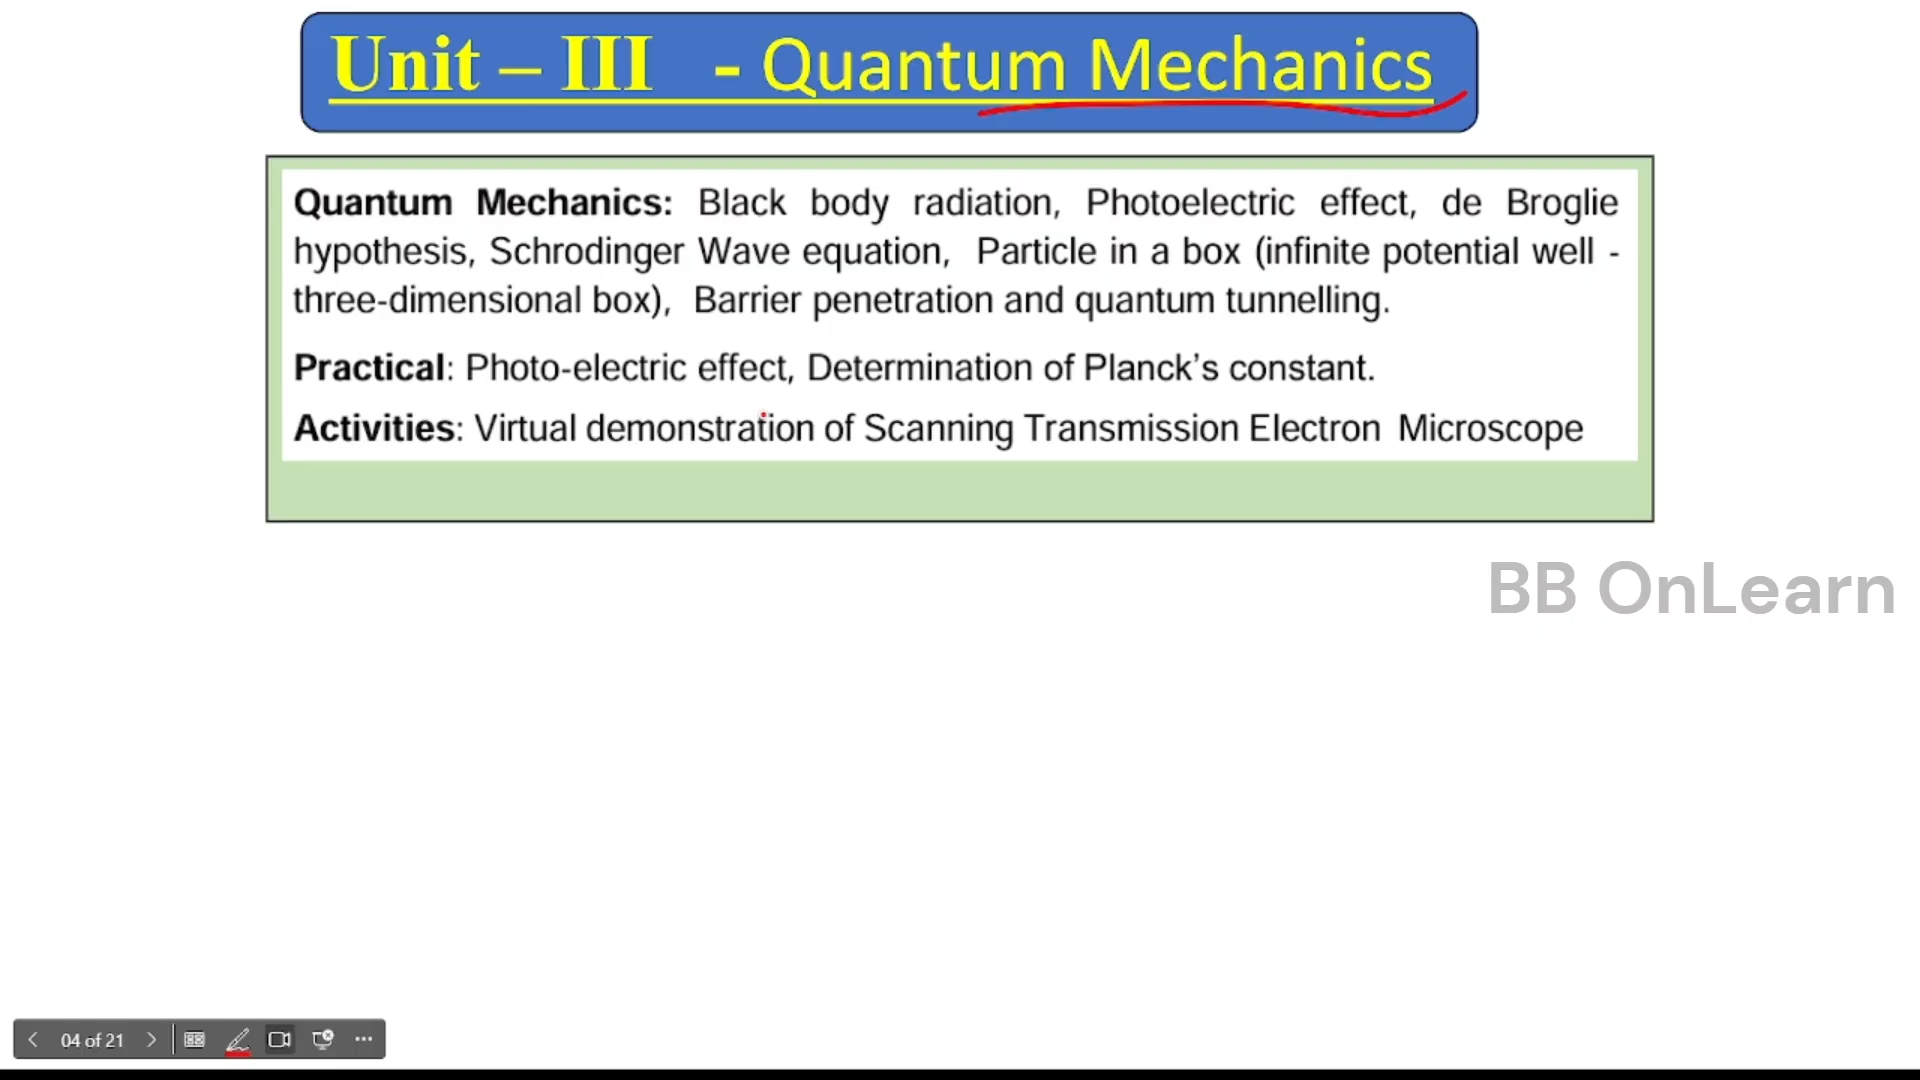 Unit – III - Quantum Mechanics
Quantum Mechanics: Black body radiation, Photoelectric effect, de Broglie
hypothesis, Schrodinger Wave equation, Particle in a box (infinite potential well -
three-dimensional box), Barrier penetration and quantum tunnelling.
Practical: Photo-electric effect, Determination of Planck’s constant.
Activities: Virtual demonstration of Scanning Transmission Electron Microscope
BB OnLearn
04 of 21